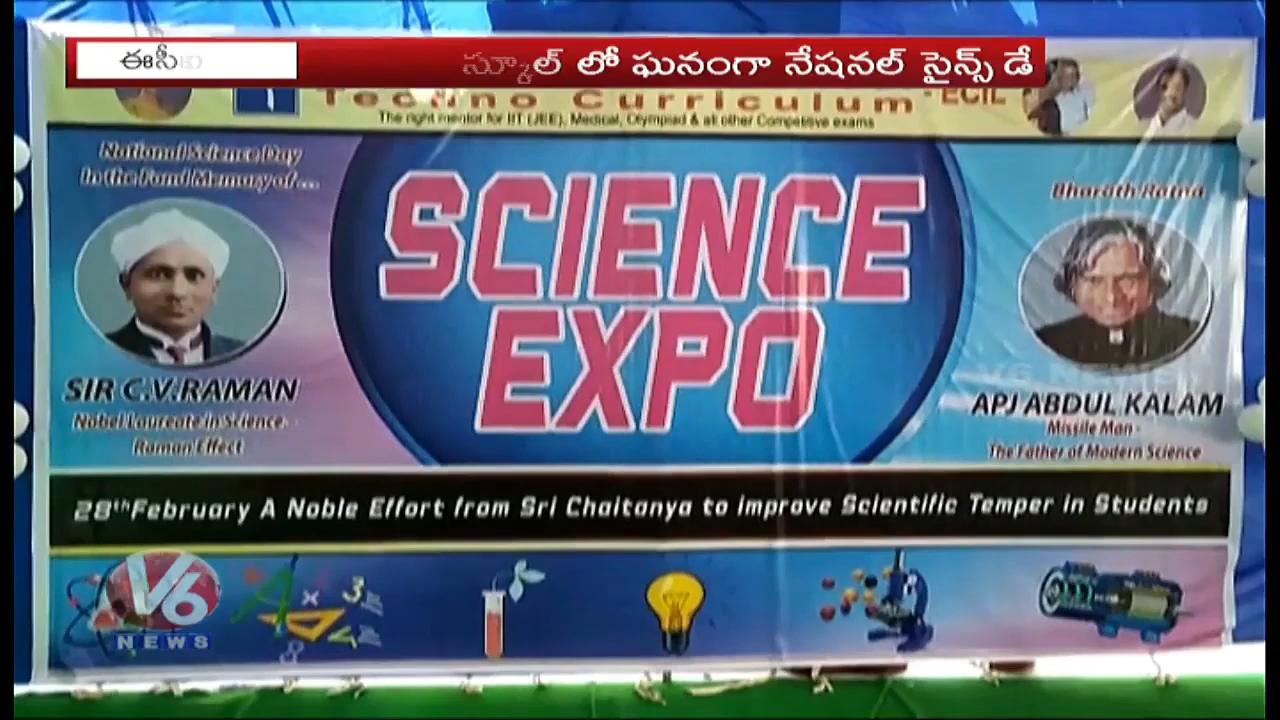 ఈసీ
స్కూల్ లో ఘనంగా నేషనల్ సైన్స్ డే
Techno Curriculum ECIL
The right mentor for IIT (JEE), Medical, Olympiad & all other Competitive exams
National Science Day
in the Fond Memory of...
SCIENCE
EXPO
Bharath Ratna
SIR C.V.RAMAN
Nobel Laureate in Science -
Raman Effect
V6 NEWS
APJ ABDUL KALAM
Missile Man -
The Father of Modern Science
28th February A Noble Effort from Sri Chaitanya to improve Scientific Temper in Students
V6
NEWS